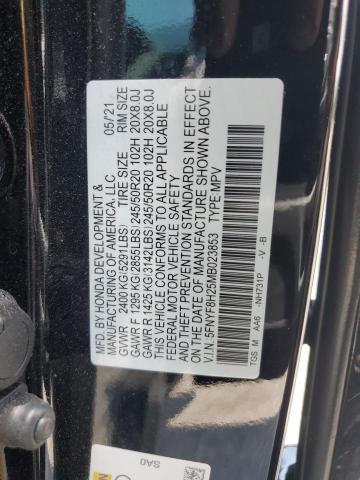 MFD. BY HONDA DEVELOPMENT &
MANUFACTURING OF AMERICA, LLC 05/'21
GVWR 2400 KG(5291LBS) TIRE SIZE RIM SIZE
GAWR F 1295 KG(2855LBS) 245/50R20 102H 20X8.0J
GAWR R 1425 KG(3142LBS) 245/50R20 102H 20X8.0J
THIS VEHICLE CONFORMS TO ALL APPLICABLE
FEDERAL MOTOR VEHICLE SAFETY STANDARDS IN EFFECT
ON THE DATE OF MANUFACTURE SHOWN ABOVE.
V.I.N. 5FNYF8H25MB023853 TYPE:MPV
TGS M AA6 -NH731P -V -B
SA0